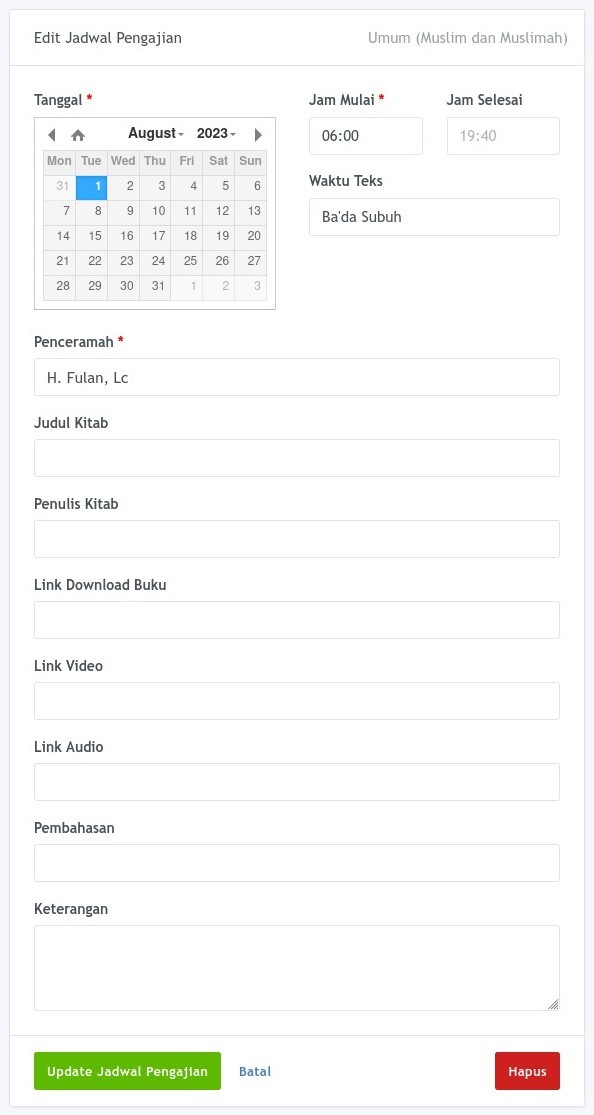 Edit Jadwal Pengajian Umum (Muslim dan Muslimah)
Tanggal *
August 2023
Mon Tue Wed Thu Fri Sat Sun
31 1 2 3 4 5 6
7 8 9 10 11 12 13
14 15 16 17 18 19 20
21 22 23 24 25 26 27
28 29 30 31 1 2 3
Jam Mulai * Jam Selesai
06:00 19:40
Waktu Teks
Ba'da Subuh
Penceramah *
H. Fulan, Lc
Judul Kitab
Penulis Kitab
Link Download Buku
Link Video
Link Audio
Pembahasan
Keterangan
Update Jadwal Pengajian Batal Hapus